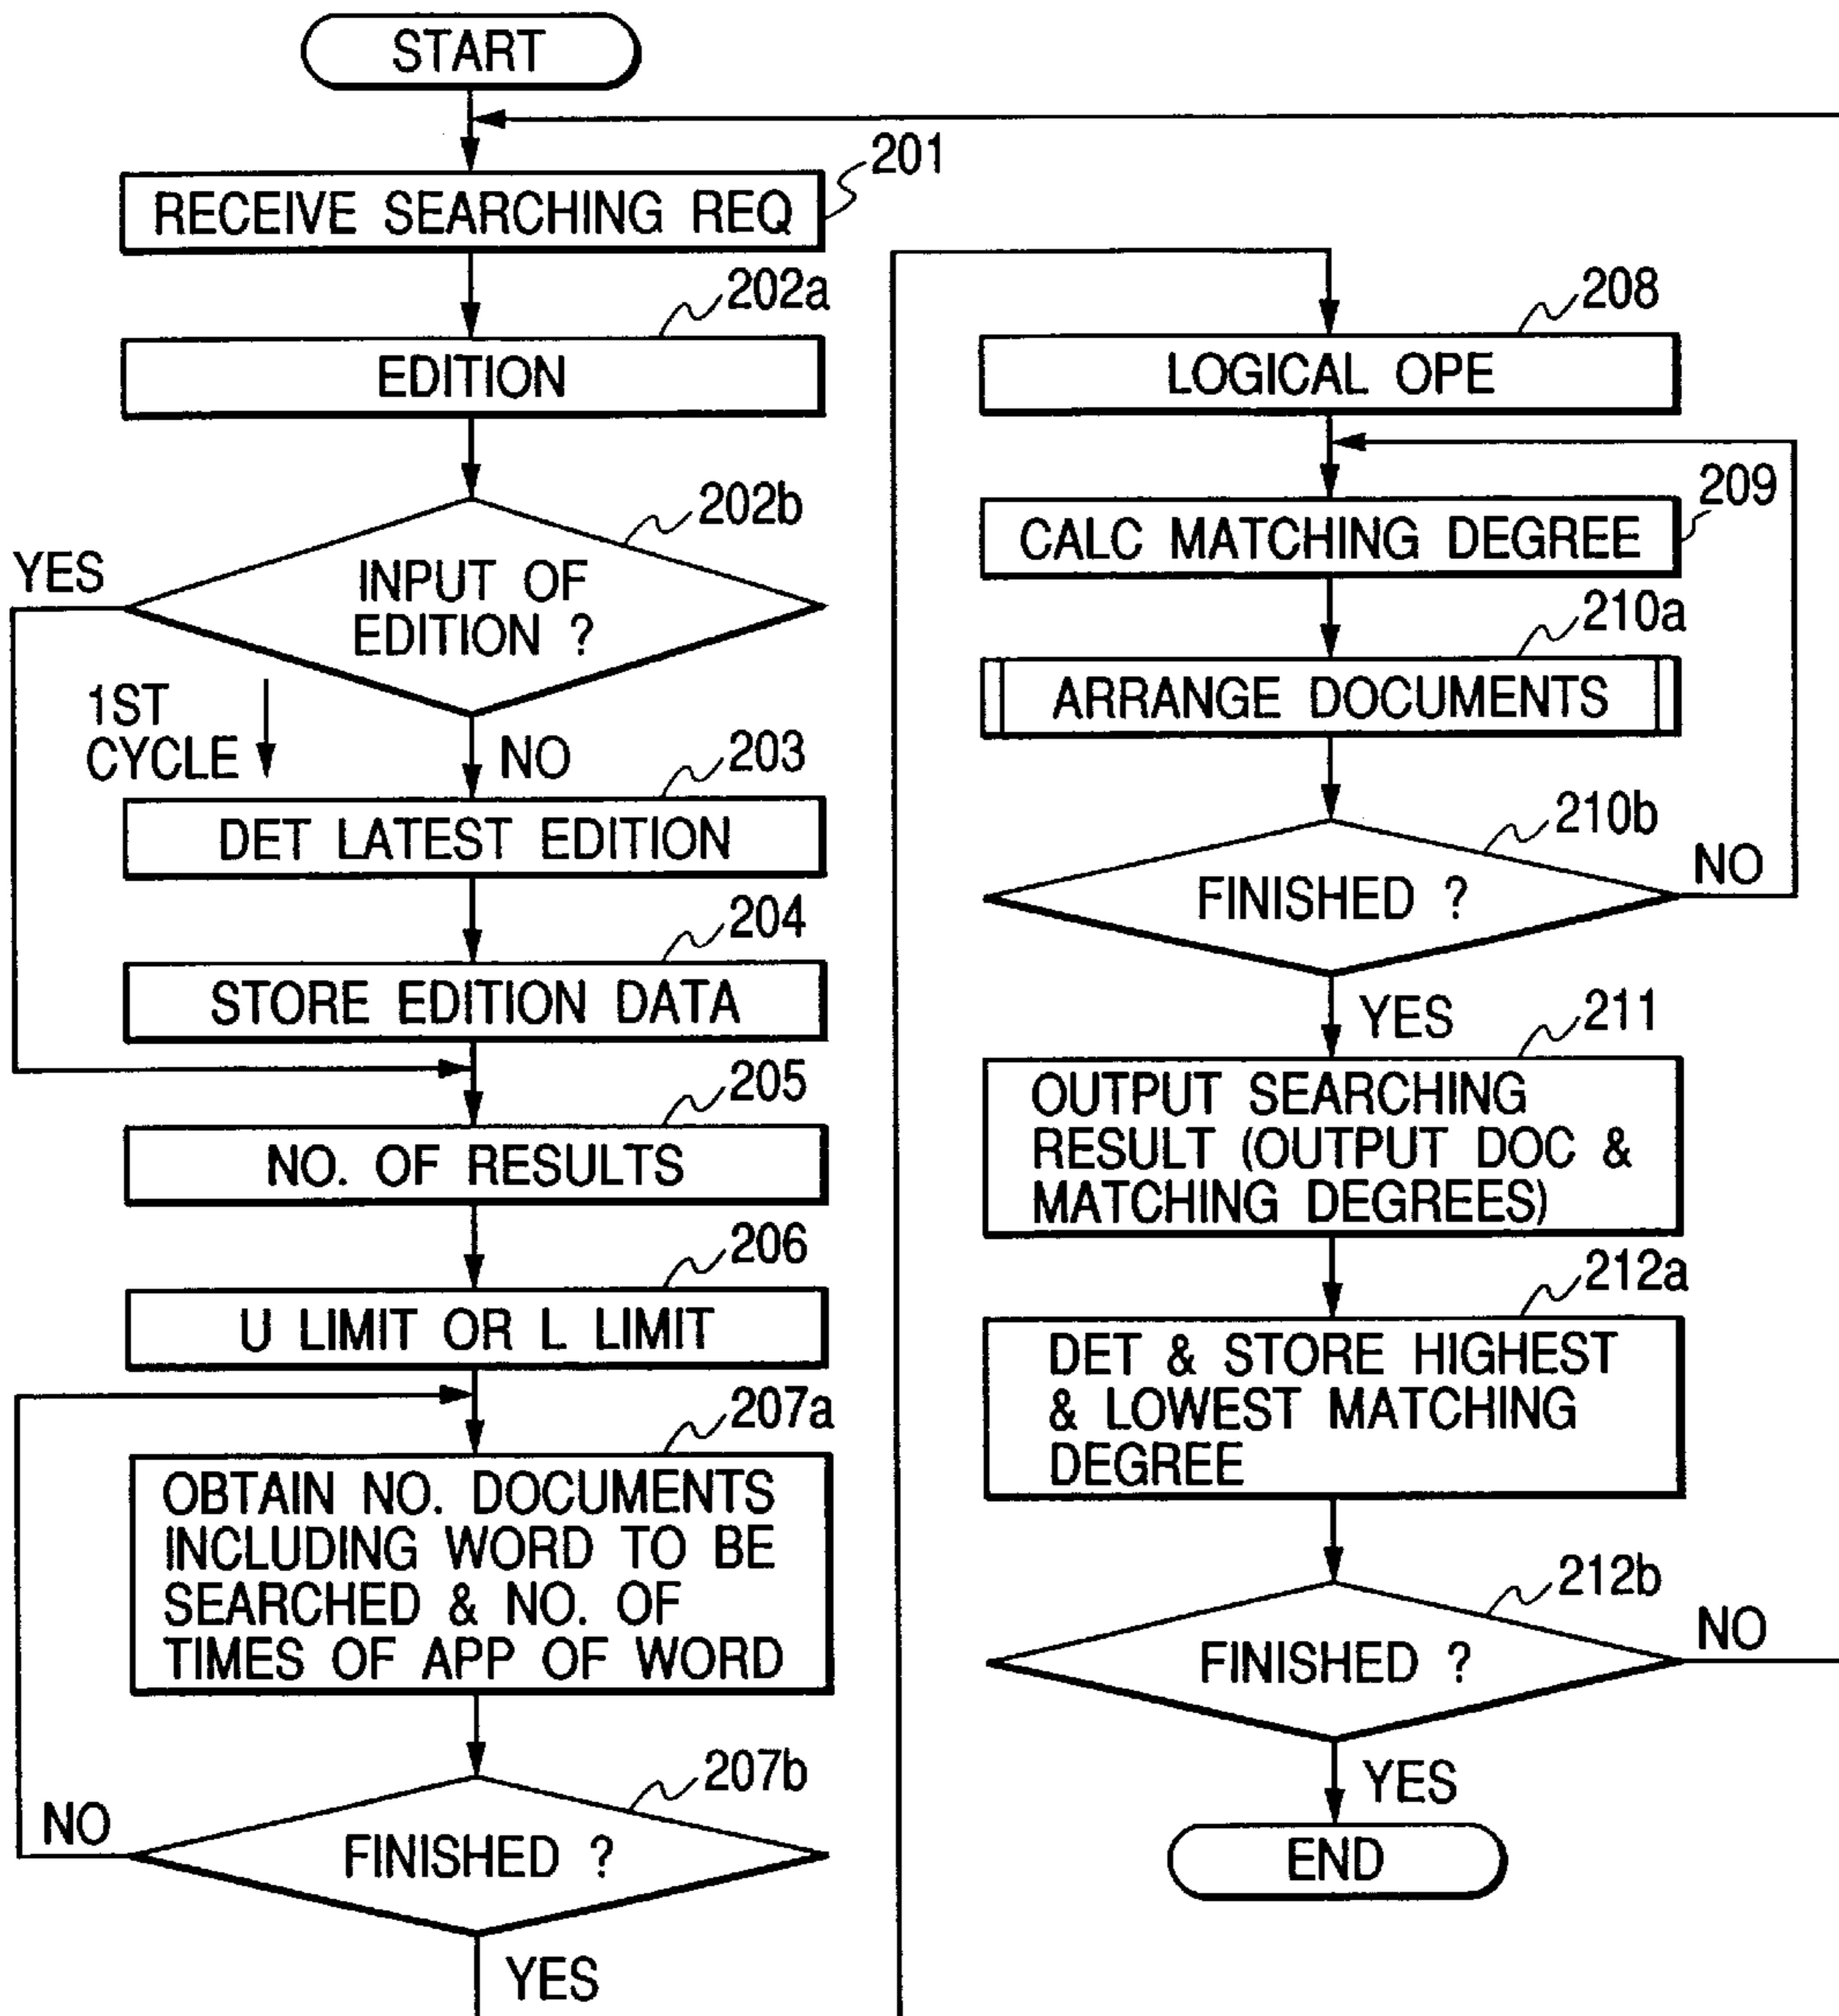 START
201
RECEIVE SEARCHING REQ
202a
EDITION
202b
YES
INPUT OF
EDITION ?
1ST
CYCLE
NO
203
DET LATEST EDITION
204
STORE EDITION DATA
205
NO. OF RESULTS
206
U LIMIT OR L LIMIT
207a
OBTAIN NO. DOCUMENTS
INCLUDING WORD TO BE
SEARCHED & NO. OF
TIMES OF APP OF WORD
207b
NO
FINISHED ?
YES
208
LOGICAL OPE
209
CALC MATCHING DEGREE
210a
ARRANGE DOCUMENTS
210b
NO
FINISHED ?
YES
211
OUTPUT SEARCHING
RESULT (OUTPUT DOC &
MATCHING DEGREES)
212a
DET & STORE HIGHEST
& LOWEST MATCHING
DEGREE
212b
NO
FINISHED ?
YES
END